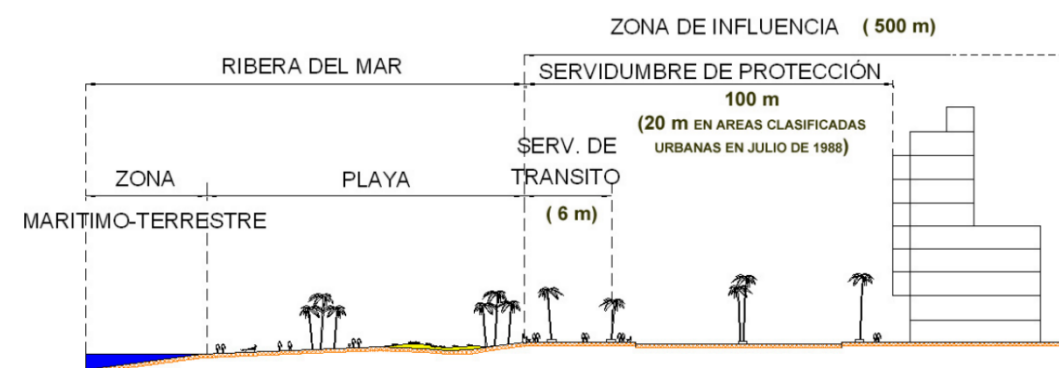 ZONA DE INFLUENCIA ( 500 m)
RIBERA DEL MAR
SERVIDUMBRE DE PROTECCIÓN
100 m
(20 m EN AREAS CLASIFICADAS
URBANAS EN JULIO DE 1988)
SERV. DE
TRANSITO
( 6 m)
ZONA
MARITIMO-TERRESTRE
PLAYA